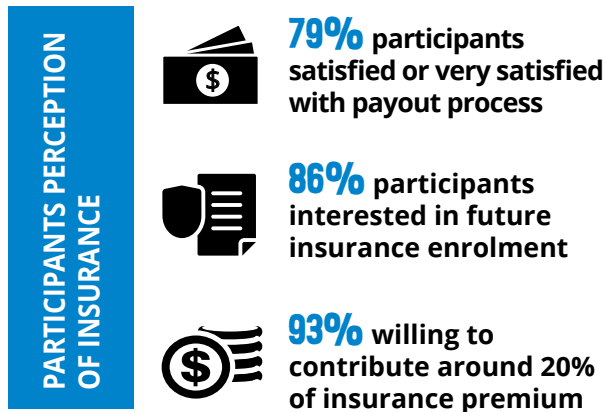 PARTICIPANTS PERCEPTION
OF INSURANCE
$
79% participants
satisfied or very satisfied
with payout process
86% participants
interested in future
insurance enrolment
$
93% willing to
contribute around 20%
of insurance premium